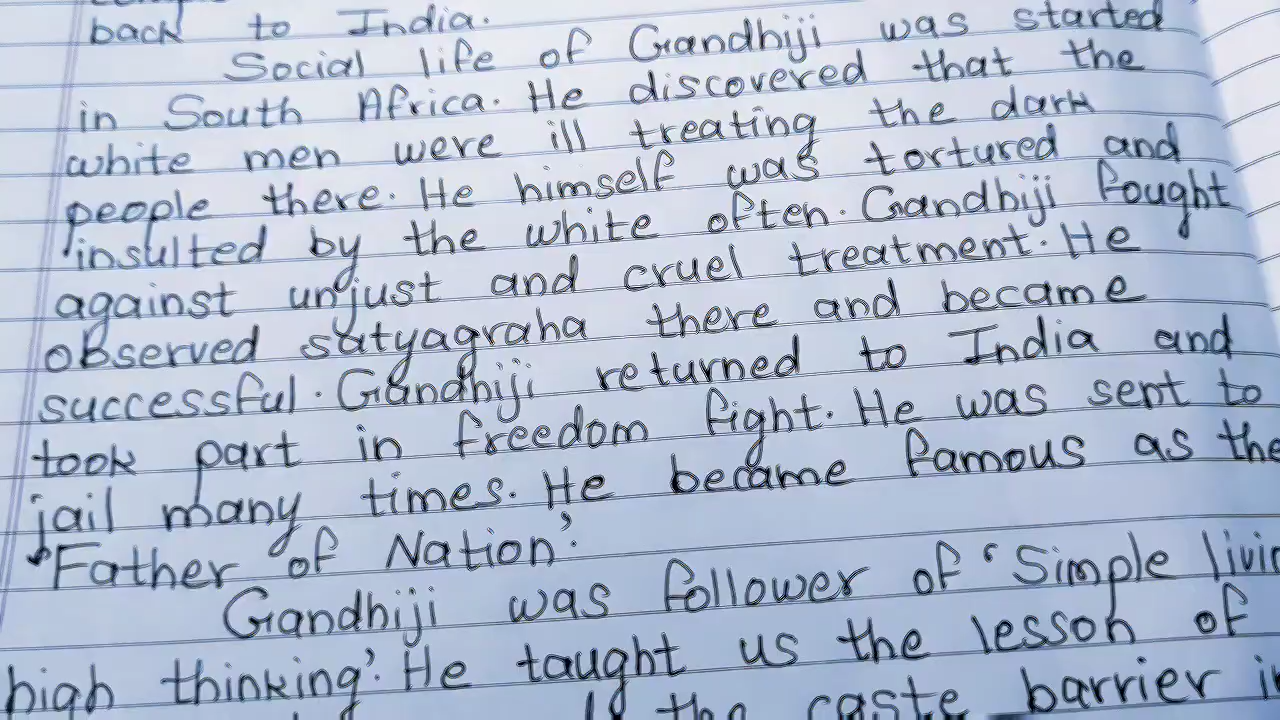 back to India.
Social life of Gandhiji was started
in South Africa. He discovered that the
white men were ill treating the dark
people there. He himself was tortured and
insulted by the white often. Gandhiji fought
against unjust and cruel treatment. He
observed satyagraha there and became
successful. Gandhiji returned to India and
took part in freedom fight. He was sent to
jail many times. He became famous as the
'Father of Nation'.
Gandhiji was follower of 'Simple livin
high thinking'. He taught us the lesson of
the caste barrier in